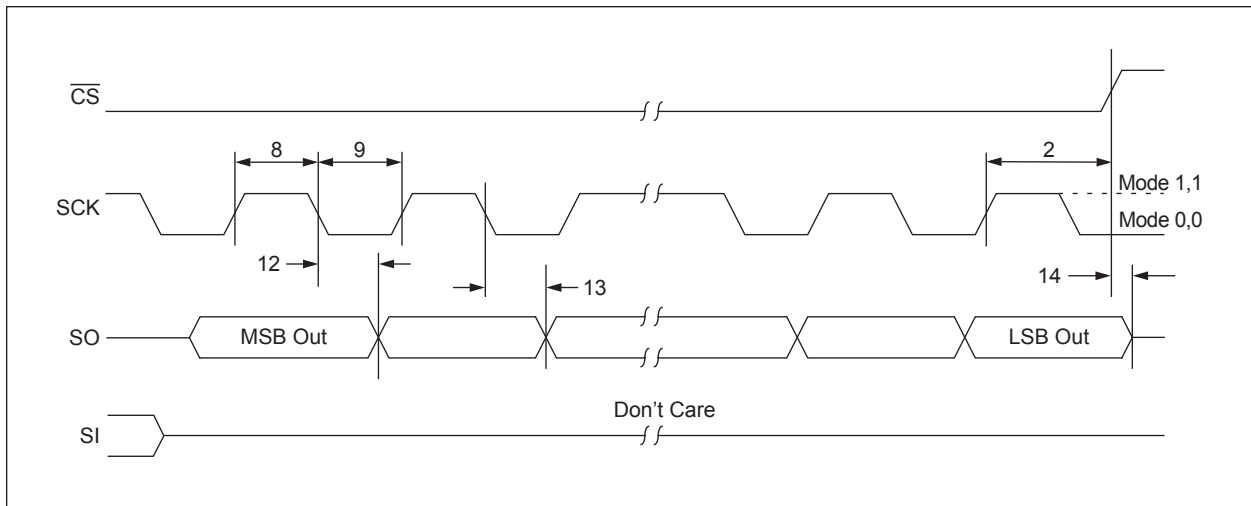 CS
8 9 2
SCK
Mode 1,1
Mode 0,0
12 13 14
SO MSB Out LSB Out
Don't Care
SI